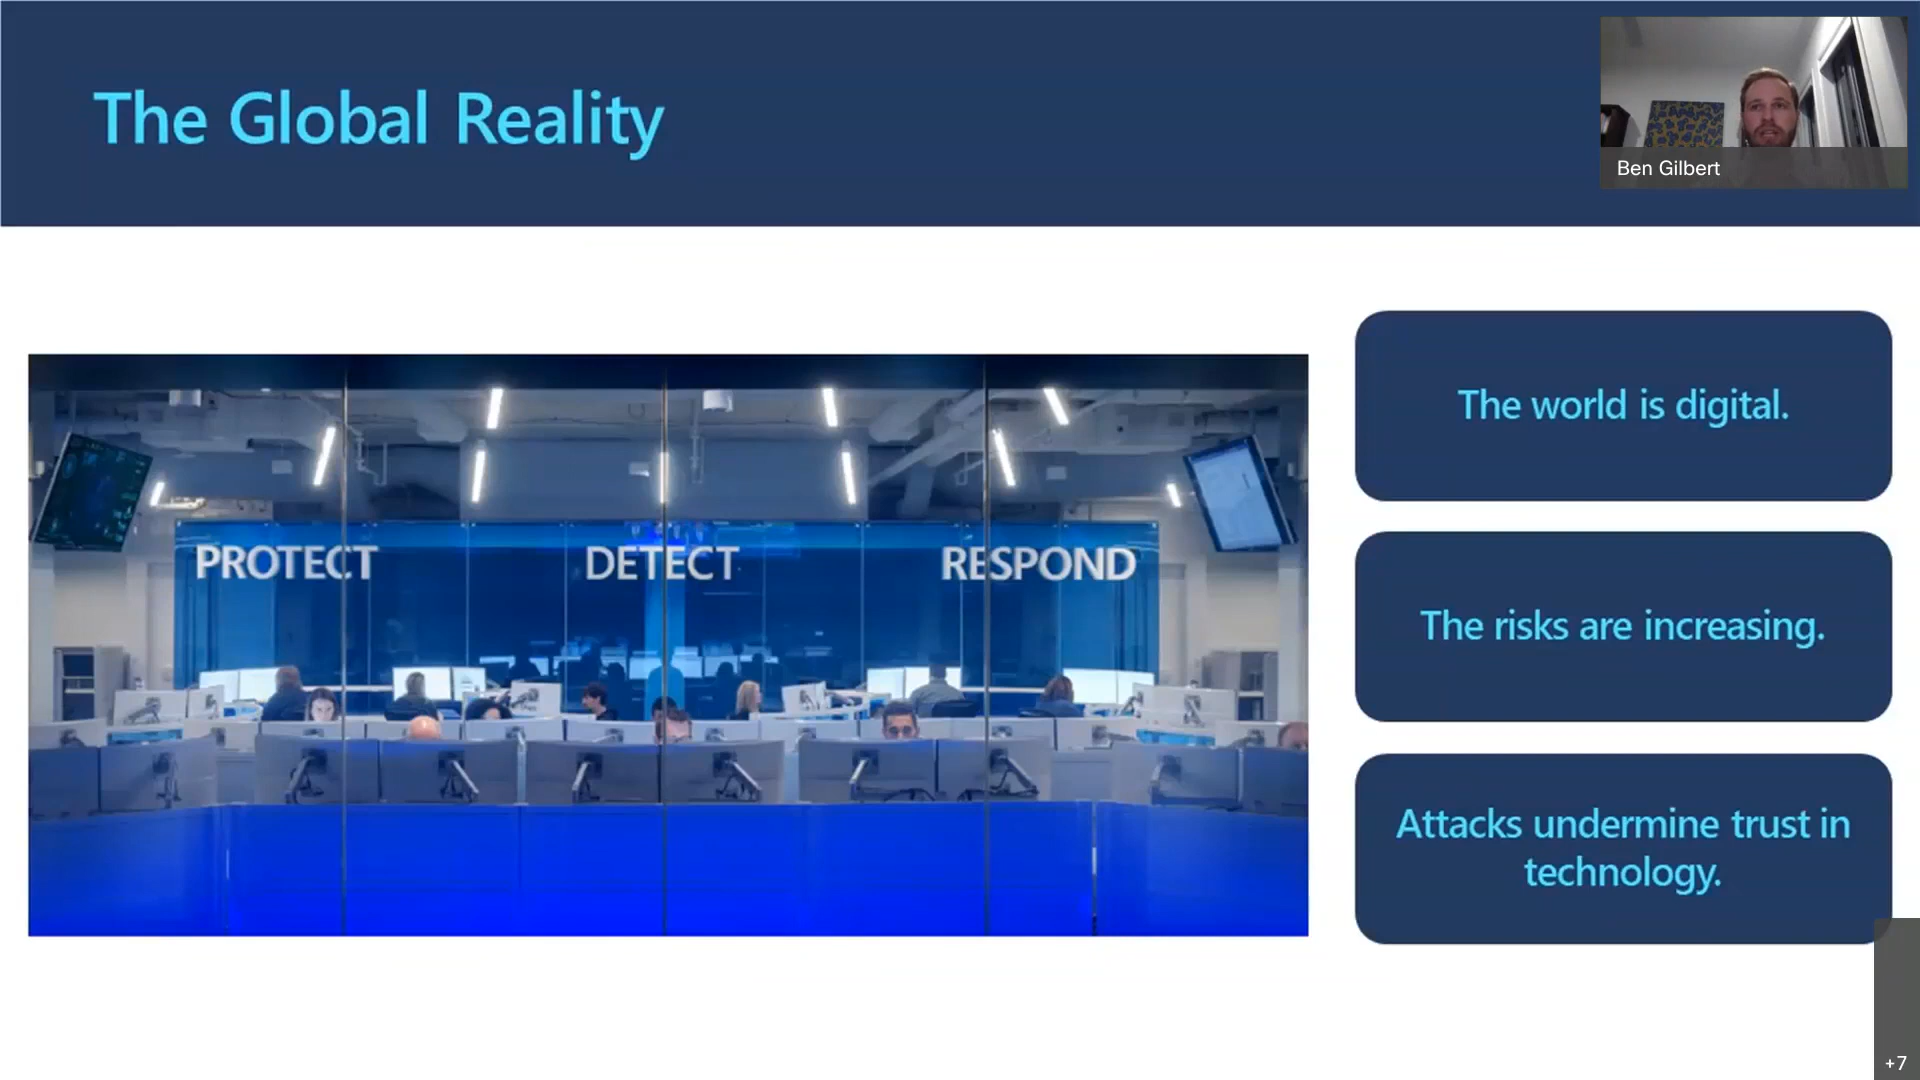 The Global Reality
Ben Gilbert
PROTECT
DETECT
RESPOND
The world is digital.
The risks are increasing.
Attacks undermine trust in
technology.
+7